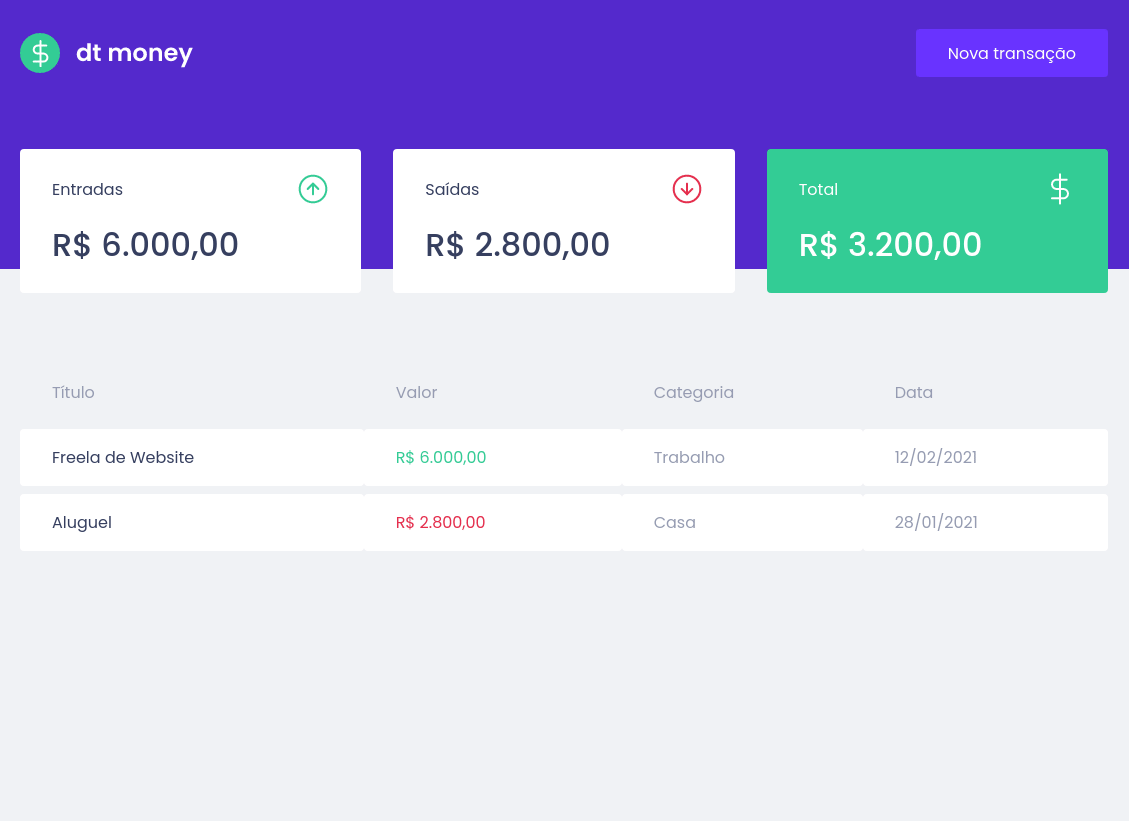 dt money
Nova transação
Entradas
R$ 6.000,00
Saídas
R$ 2.800,00
Total
R$ 3.200,00
Título Valor Categoria Data
Freela de Website R$ 6.000,00 Trabalho 12/02/2021
Aluguel R$ 2.800,00 Casa 28/01/2021